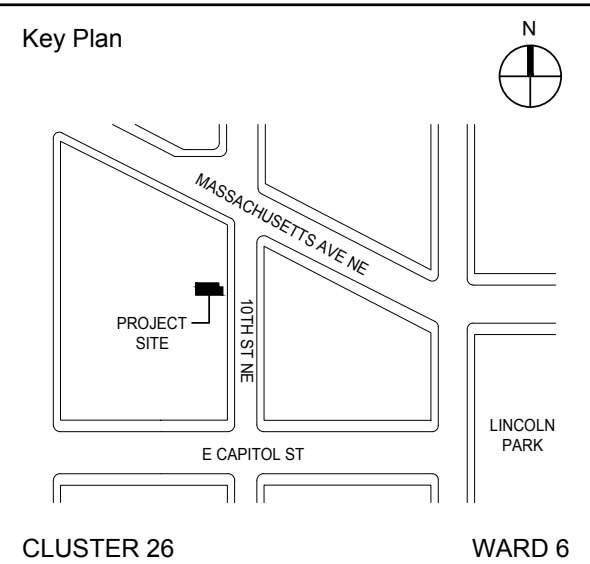 Key Plan
N
MASSACHUSETTS AVE NE
PROJECT
SITE
10TH ST NE
LINCOLN
PARK
E CAPITOL ST
CLUSTER 26
WARD 6